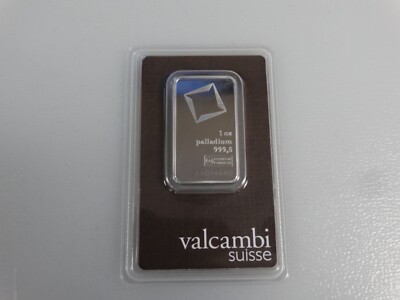 1 oz
palladium
999,5
valcambi
suisse